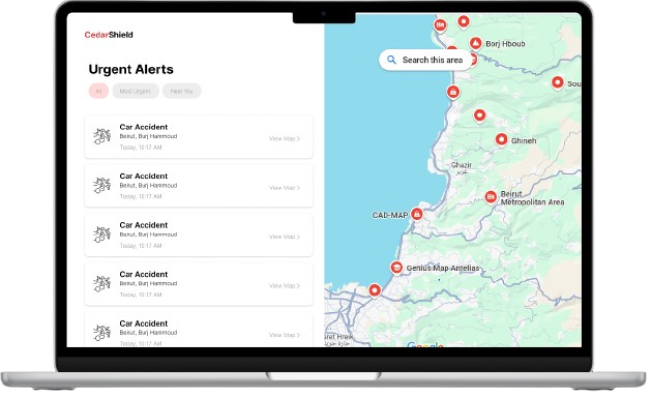 CedarShield
Urgent Alerts
All
Most Urgent
Near You
Car Accident
Beirut, Burj Hammoud
Today, 10:17 AM
View Map >
Car Accident
Beirut, Burj Hammoud
Today, 10:17 AM
View Map >
Car Accident
Beirut, Burj Hammoud
Today, 10:17 AM
View Map >
Car Accident
Beirut, Burj Hammoud
Today, 10:17 AM
View Map >
Car Accident
Beirut, Burj Hammoud
Today, 10:17 AM
View Map >
Borj Hboub
Search this area
Sou
Ghineh
Ghazir
غزير
Beirut
Metropolitan Area
CAD-MAP
Genius Map Antelias
aret Hreik
Google